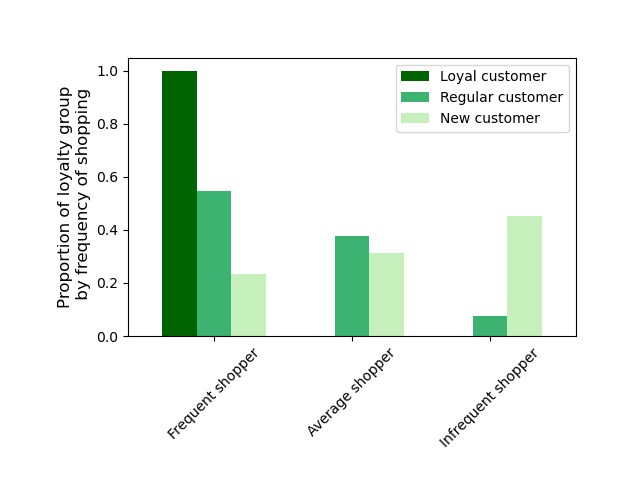 Proportion of loyalty group
by frequency of shopping
1.0
0.8
0.6
0.4
0.2
0.0
Loyal customer
Regular customer
New customer
Frequent shopper
Average shopper
Infrequent shopper